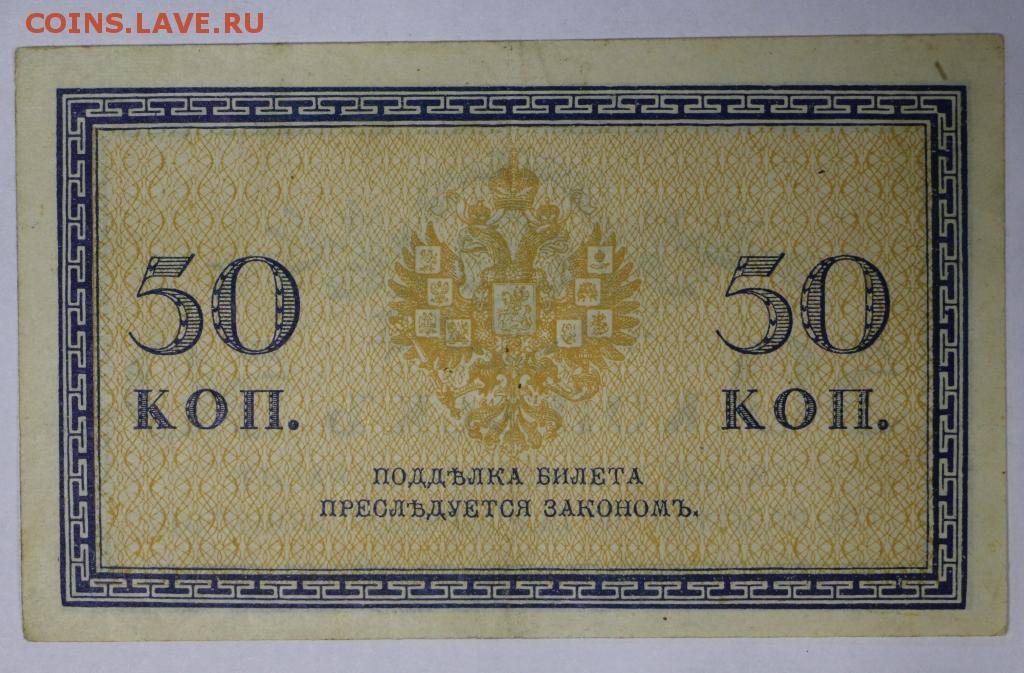 COINS.LAVE.RU
50 50
КОП. КОП.
ПОДДѢЛКА БИЛЕТА
ПРЕСЛѢДУЕТСЯ ЗАКОНОМЪ.